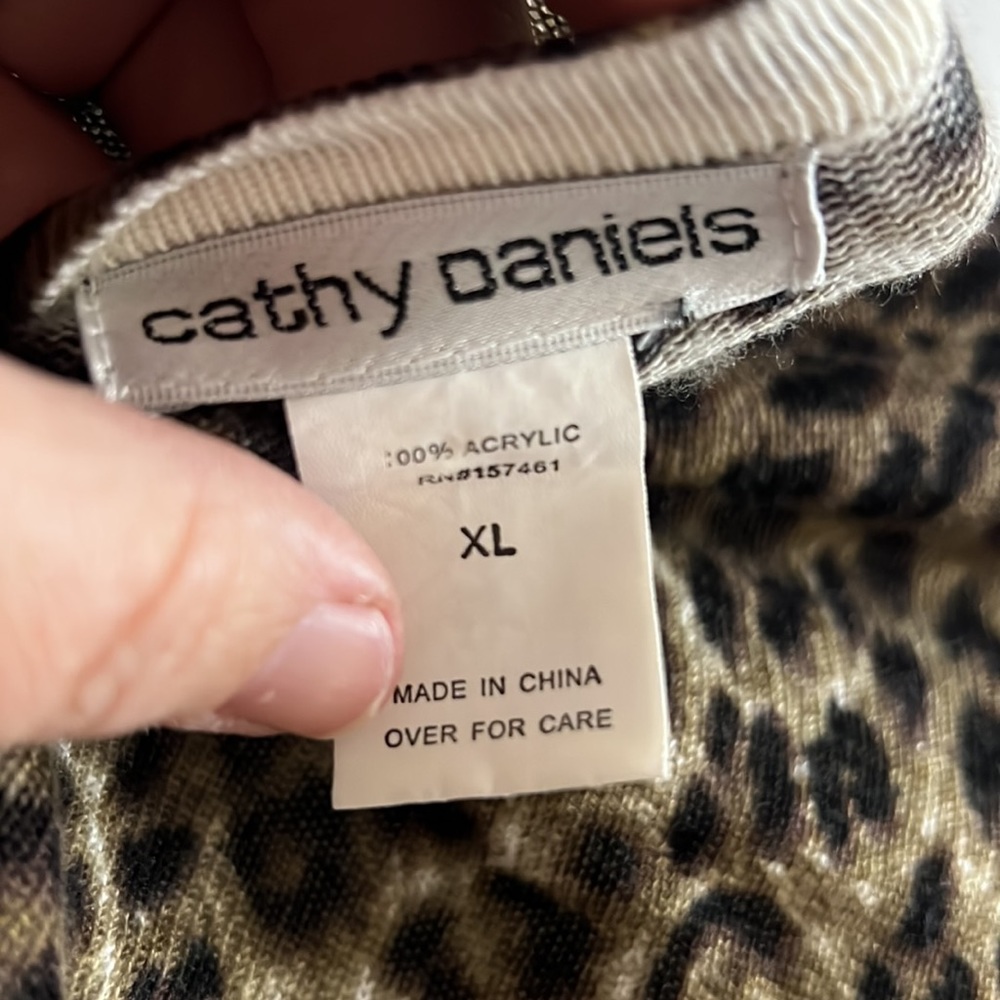 cathy Daniels
100% ACRYLIC
RN#157461
XL
MADE IN CHINA
OVER FOR CARE